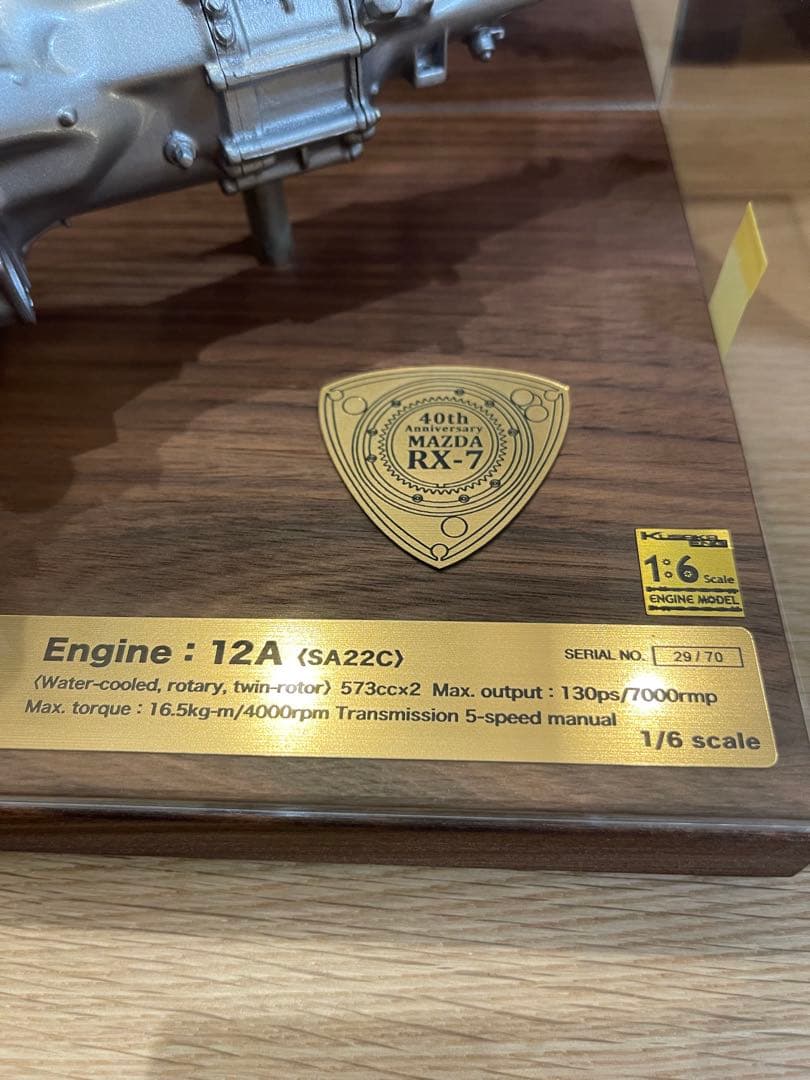 40th
Anniversary
MAZDA
RX-7
Kusaka
ENG
1:6 Scale
ENGINE MODEL
Engine : 12A 〈SA22C〉
SERIAL NO. 29/70
〈Water-cooled, rotary, twin-rotor〉 573cc×2 Max. output : 130ps/7000rmp
Max. torque : 16.5kg-m/4000rpm Transmission 5-speed manual
1/6 scale